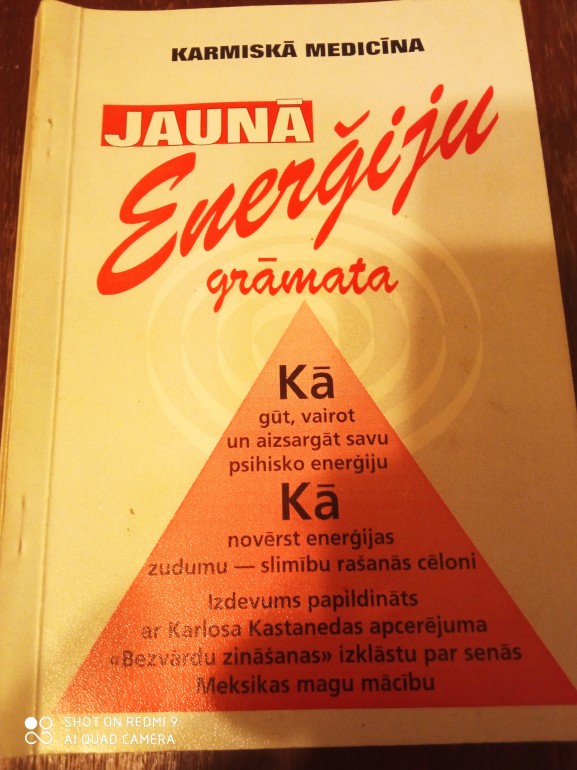 KARMISKĀ MEDICĪNA
JAUNĀ
Enerģiju
grāmata
Kā
gūt, vairot
un aizsargāt savu
psihisko enerģiju
Kā
novērst enerģijas
zudumu — slimību rašanās cēloni
Izdevums papildināts
ar Karlosa Kastanedas apcerējuma
«Bezvārdu zināšanas» izklāstu par senās
Meksikas magu mācību
SHOT ON REDMI 9
AI QUAD CAMERA